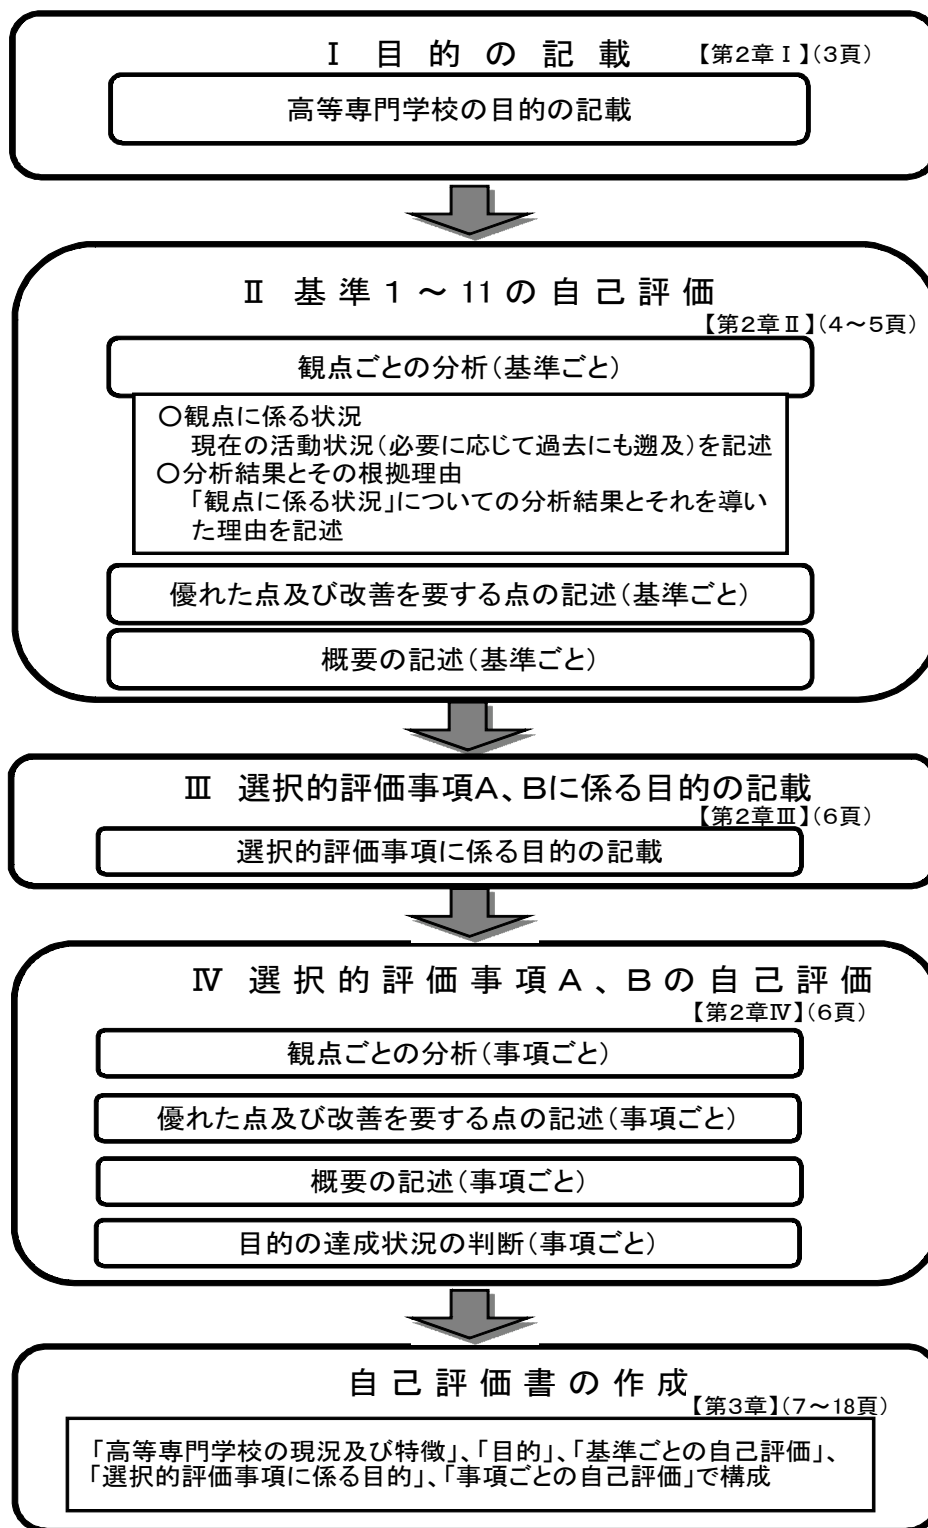 Ⅰ 目的の記載 【第2章Ⅰ】(3頁)
高等専門学校の目的の記載
Ⅱ 基準1～11の自己評価
【第2章Ⅱ】(4～5頁)
観点ごとの分析(基準ごと)
○観点に係る状況
現在の活動状況(必要に応じて過去にも遡及)を記述
○分析結果とその根拠理由
「観点に係る状況」についての分析結果とそれを導い
た理由を記述
優れた点及び改善を要する点の記述(基準ごと)
概要の記述(基準ごと)
Ⅲ 選択的評価事項A、Bに係る目的の記載
【第2章Ⅲ】(6頁)
選択的評価事項に係る目的の記載
Ⅳ 選択的評価事項A、Bの自己評価
【第2章Ⅳ】(6頁)
観点ごとの分析(事項ごと)
優れた点及び改善を要する点の記述(事項ごと)
概要の記述(事項ごと)
目的の達成状況の判断(事項ごと)
自己評価書の作成
【第3章】(7～18頁)
「高等専門学校の現況及び特徴」、「目的」、「基準ごとの自己評価」、
「選択的評価事項に係る目的」、「事項ごとの自己評価」で構成